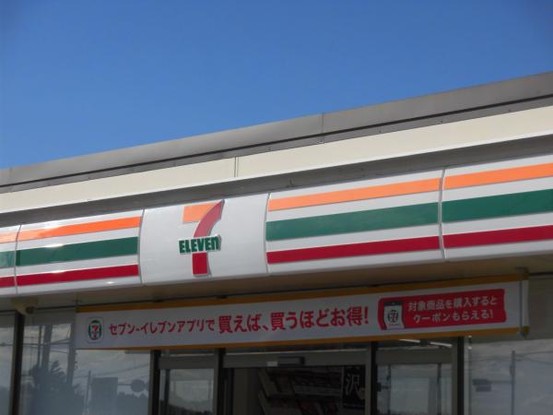 7
ELEVEn
セブン-イレブンアプリで 買えば、買うほどお得!
対象商品を購入すると
クーポンもらえる!
沢